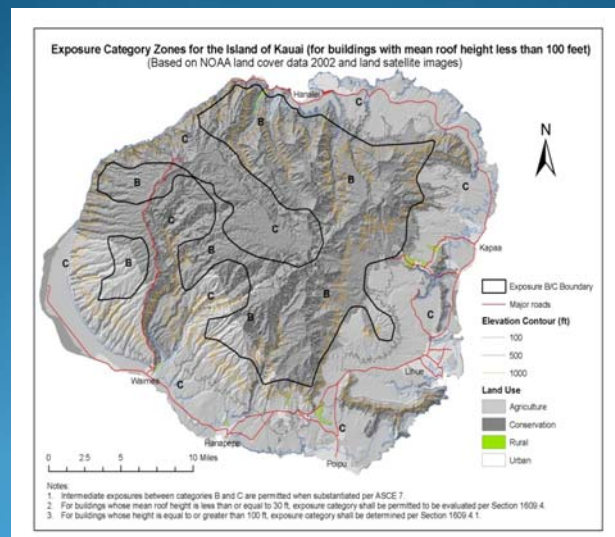 Exposure Category Zones for the Island of Kauai (for buildings with mean roof height less than 100 feet)
(Based on NOAA land cover data 2002 and land satellite images)
Hanalei
C
B
N
C
B
B
C
C
C
Kapaa
C
B
B
C
B
B
C
Lihue
Waimea
C
Hanapepe
C
Poipu
Exposure B/C Boundary
Major roads
Elevation Contour (ft)
100
500
1000
Land Use
Agriculture
Conservation
Rural
Urban
0 2.5 5 10 Miles
Notes:
1. Intermediate exposures between categories B and C are permitted when substantiated per ASCE 7.
2. For buildings whose mean roof height is less than or equal to 30 ft, exposure category shall be permitted to be evaluated per Section 1609.4.
3. For buildings whose height is equal to or greater than 100 ft, exposure category shall be determined per Section 1609.4.1.